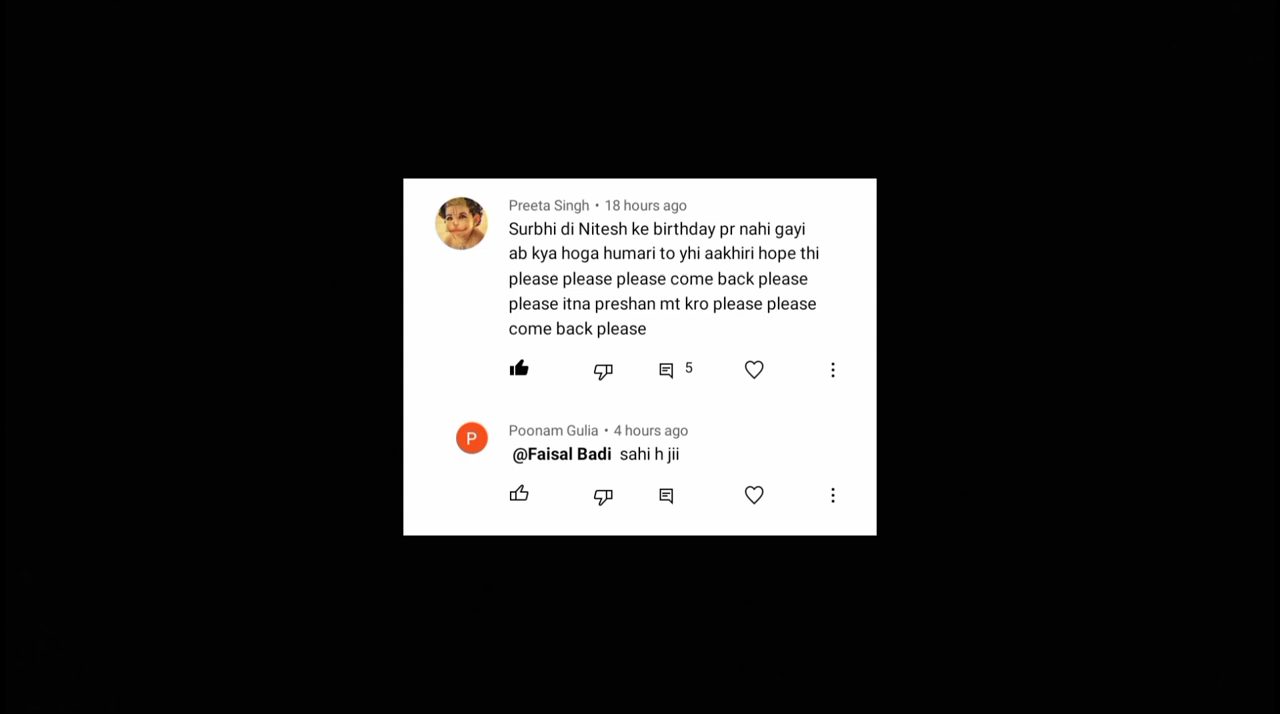 Preeta Singh • 18 hours ago
Surbhi di Nitesh ke birthday pr nahi gayi
ab kya hoga humari to yhi aakhiri hope thi
please please please come back please
please itna preshan mt kro please please
come back please
5
P
Poonam Gulia • 4 hours ago
@Faisal Badi sahi h jii